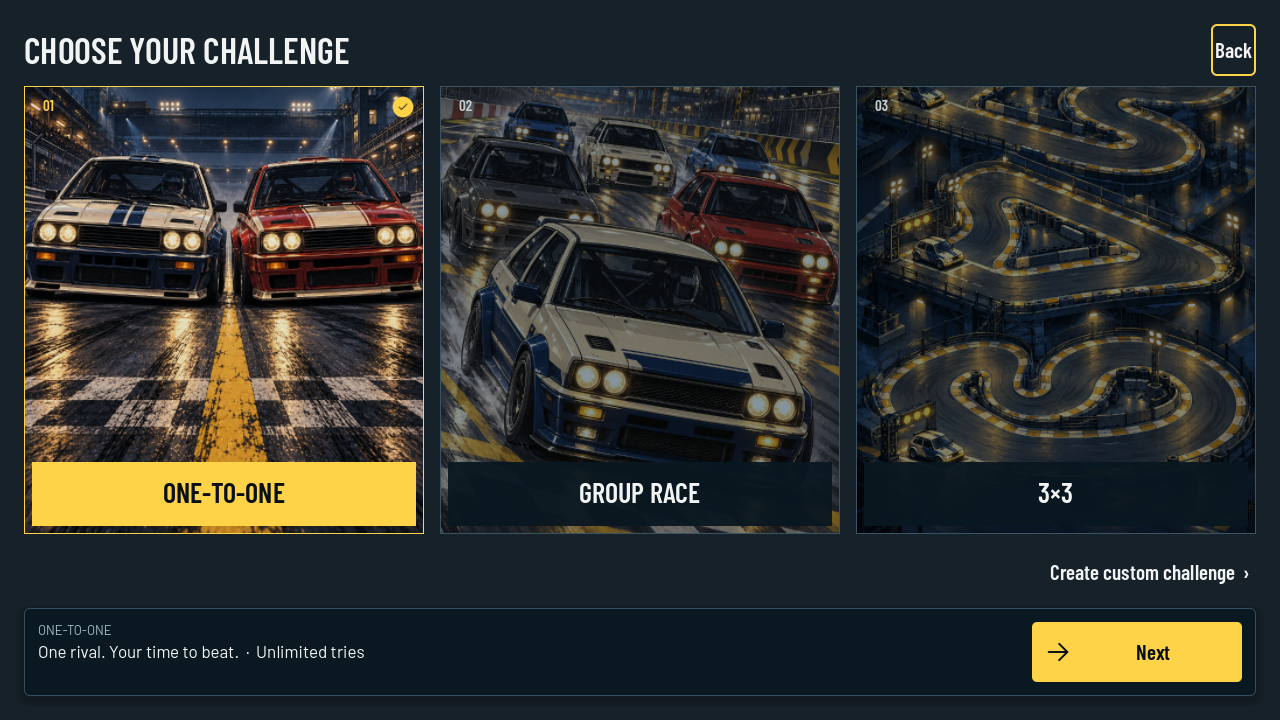 CHOOSE YOUR CHALLENGE
Back
01
02
03
ONE-TO-ONE
GROUP RACE
3×3
Create custom challenge ›
ONE-TO-ONE
One rival. Your time to beat. · Unlimited tries
Next